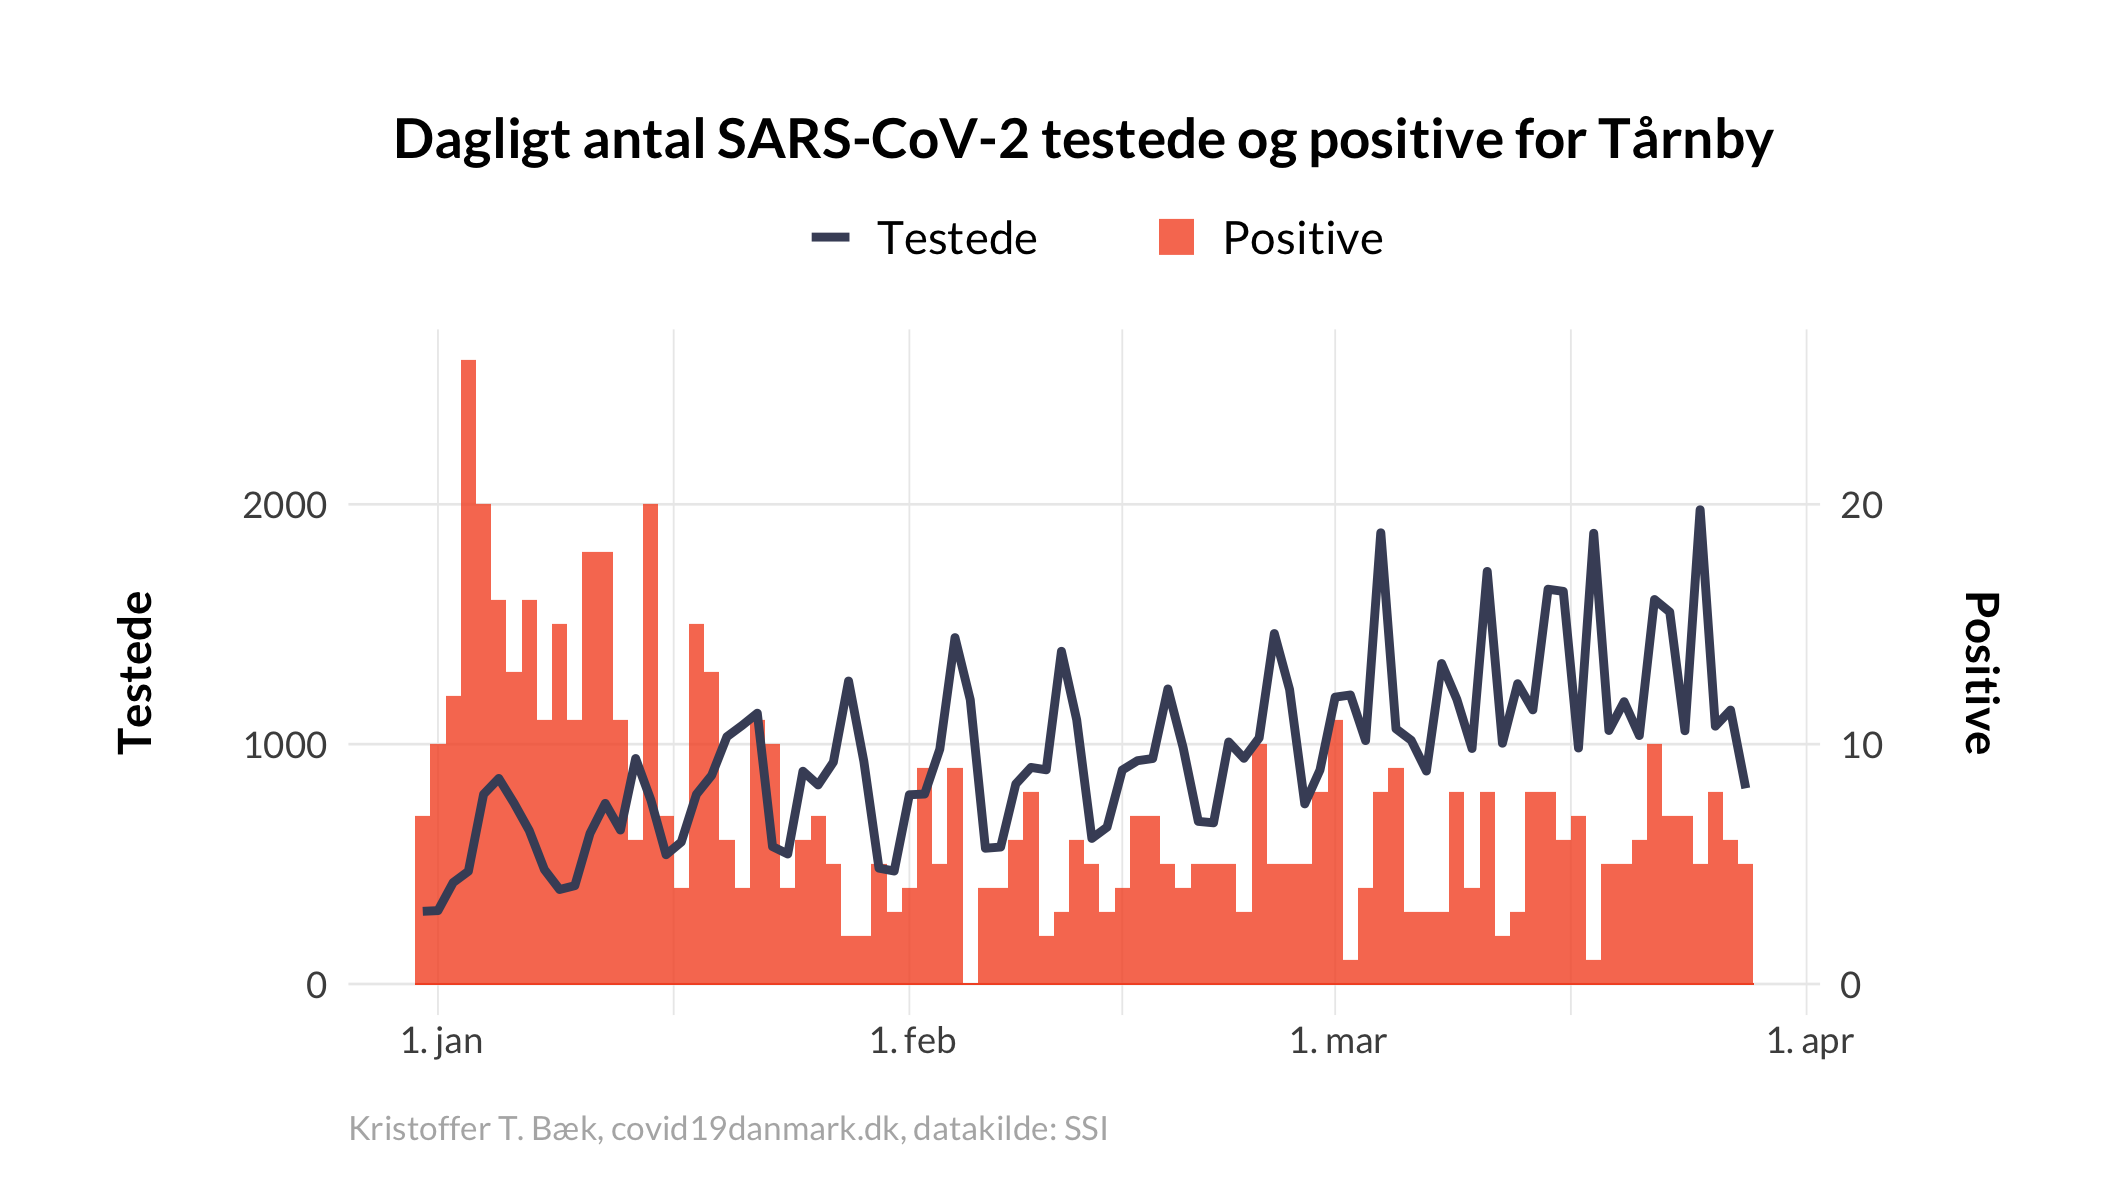 Dagligt antal SARS-CoV-2 testede og positive for Tårnby
Testede
Positive
Testede
2000
1000
0
20
10
0
Positive
1. jan
1. feb
1. mar
1. apr
Kristoffer T. Bæk, covid19danmark.dk, datakilde: SSI